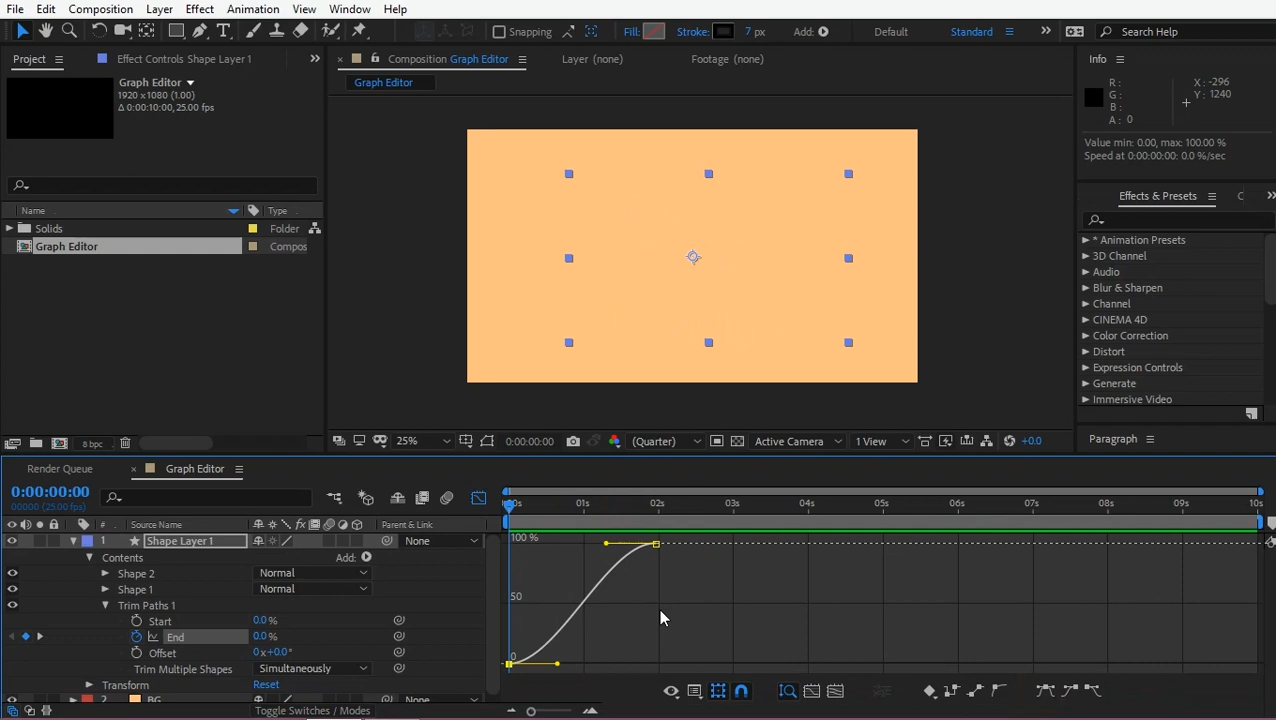 File Edit Composition Layer Effect Animation View Window Help
Snapping Fill: Stroke: 7 px Add: Default Standard Search Help
Project Effect Controls Shape Layer 1 Composition Graph Editor Layer (none) Footage (none) Info
Graph Editor
1920 x 1080 (1.00)
Δ 0:00:10:00, 25.00 fps
Graph Editor
R :
G :
B :
A : 0
X : -296
Y : 1240
Value min: 0.00, max: 100.00 %
Speed at 0:00:00:00: 0.0 %/sec
Effects & Presets C
Name Type
Solids Folder
Graph Editor Compos
* Animation Presets
3D Channel
Audio
Blur & Sharpen
Channel
CINEMA 4D
Color Correction
Distort
Expression Controls
Generate
Immersive Video
8 bpc 25% 0:00:00:00 (Quarter) Active Camera 1 View +0.0 Paragraph
Render Queue Graph Editor
0:00:00:00
00000 (25.00 fps)
01s 02s 03s 04s 05s 06s 07s 08s 09s 10s
# Source Name Parent & Link
1 Shape Layer 1 None
Contents Add:
Shape 2 Normal
Shape 1 Normal
Trim Paths 1
Start 0.0 %
End 0.0 %
Offset 0 x+0.0°
Trim Multiple Shapes Simultaneously
Transform Reset
2 BG None
100 %
50
0
Toggle Switches / Modes